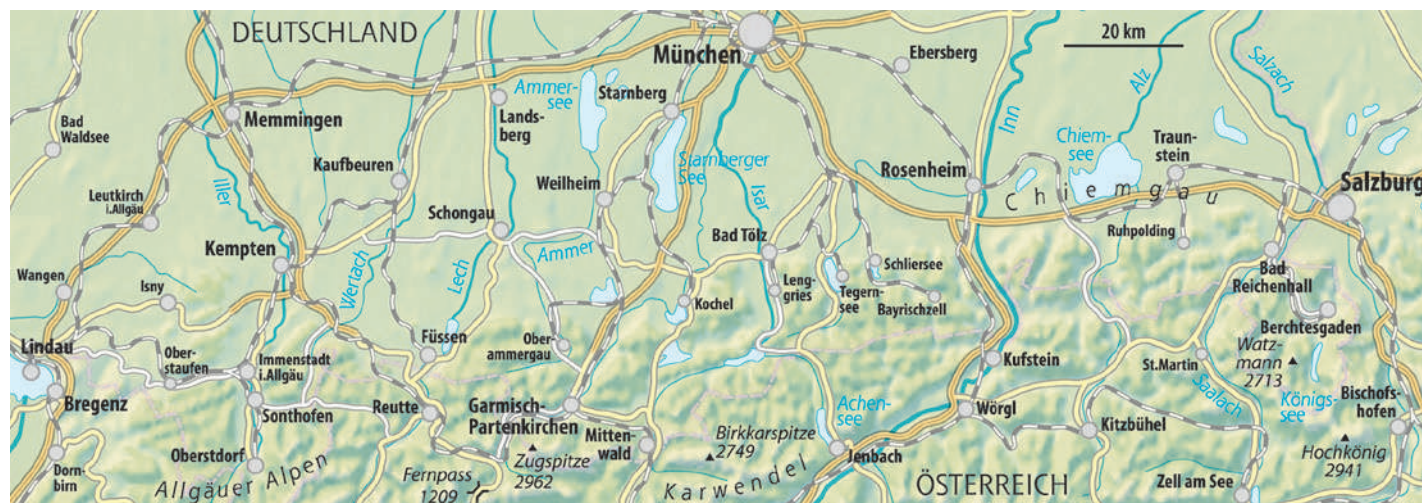 DEUTSCHLAND
München
Ebersberg
20 km
Inn
Alz
Salzach
Ammer-
see
Starnberg
Lands-
berg
Memmingen
Bad
Waldsee
Kaufbeuren
Iller
Leutkirch
i.Allgäu
Weilheim
Starnberger
See
Isar
Rosenheim
Chiem-
see
Traun-
stein
Chiemgau
Salzburg
Schongau
Kempten
Wertach
Lech
Ammer
Bad Tölz
Ruhpolding
Wangen
Isny
Kochel
Leng-
gries
Tegern-
see
Schliersee
Bayrischzell
Bad
Reichenhall
Berchtesgaden
Lindau
Ober-
staufen
Immenstadt
i.Allgäu
Füssen
Ober-
ammergau
Kufstein
St.Martin
Watz-
mann
2713
Bregenz
Sonthofen
Reutte
Garmisch-
Partenkirchen
Mitten-
wald
Achen-
see
Wörgl
Kitzbühel
Saalach
Königs-
see
Bischofs-
hofen
Dorn-
birn
Oberstdorf
Allgäuer Alpen
Fernpass
1209
Zugspitze
2962
Birkkarspitze
2749
Karwendel
Jenbach
ÖSTERREICH
Zell am See
Hochkönig
2941